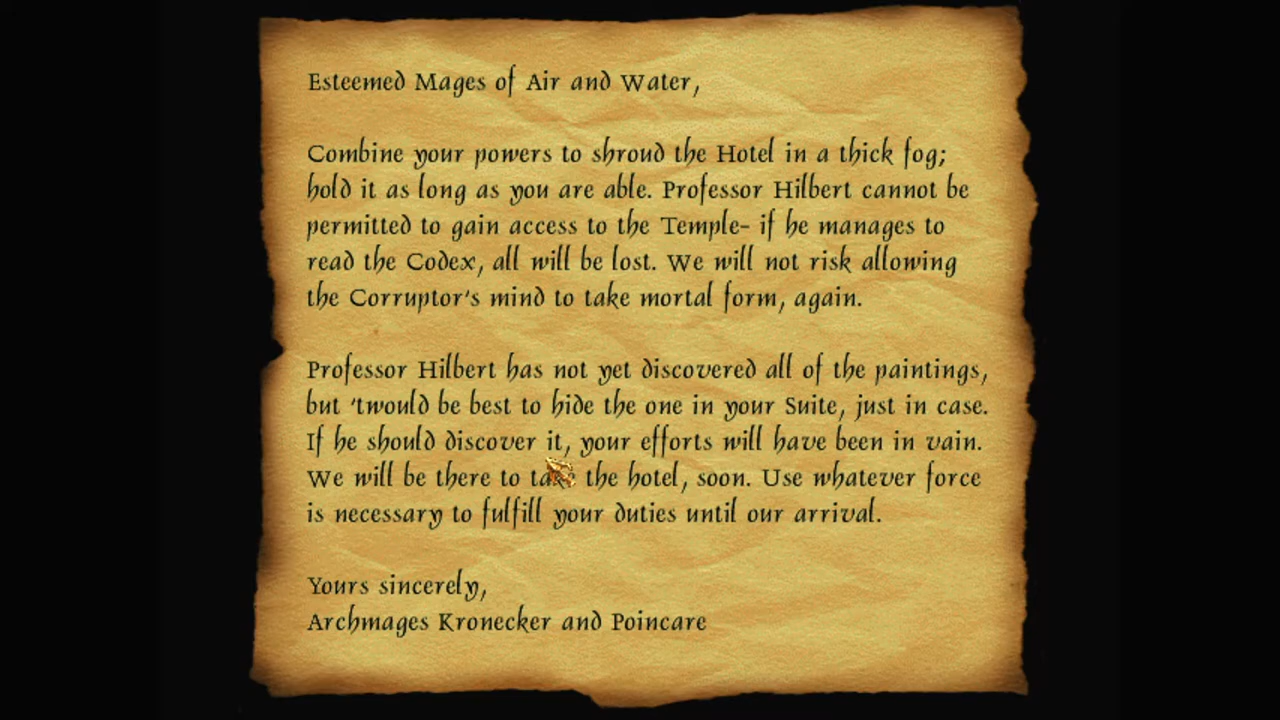 Esteemed Mages of Air and Water,
Combine your powers to shroud the Hotel in a thick fog;
hold it as long as you are able. Professor Hilbert cannot be
permitted to gain access to the Temple- if he manages to
read the Codex, all will be lost. We will not risk allowing
the Corruptor's mind to take mortal form, again.
Professor Hilbert has not yet discovered all of the paintings,
but 'twould be best to hide the one in your Suite, just in case.
If he should discover it, your efforts will have been in vain.
We will be there to take the hotel, soon. Use whatever force
is necessary to fulfill your duties until our arrival.
Yours sincerely,
Archmages Kronecker and Poincare